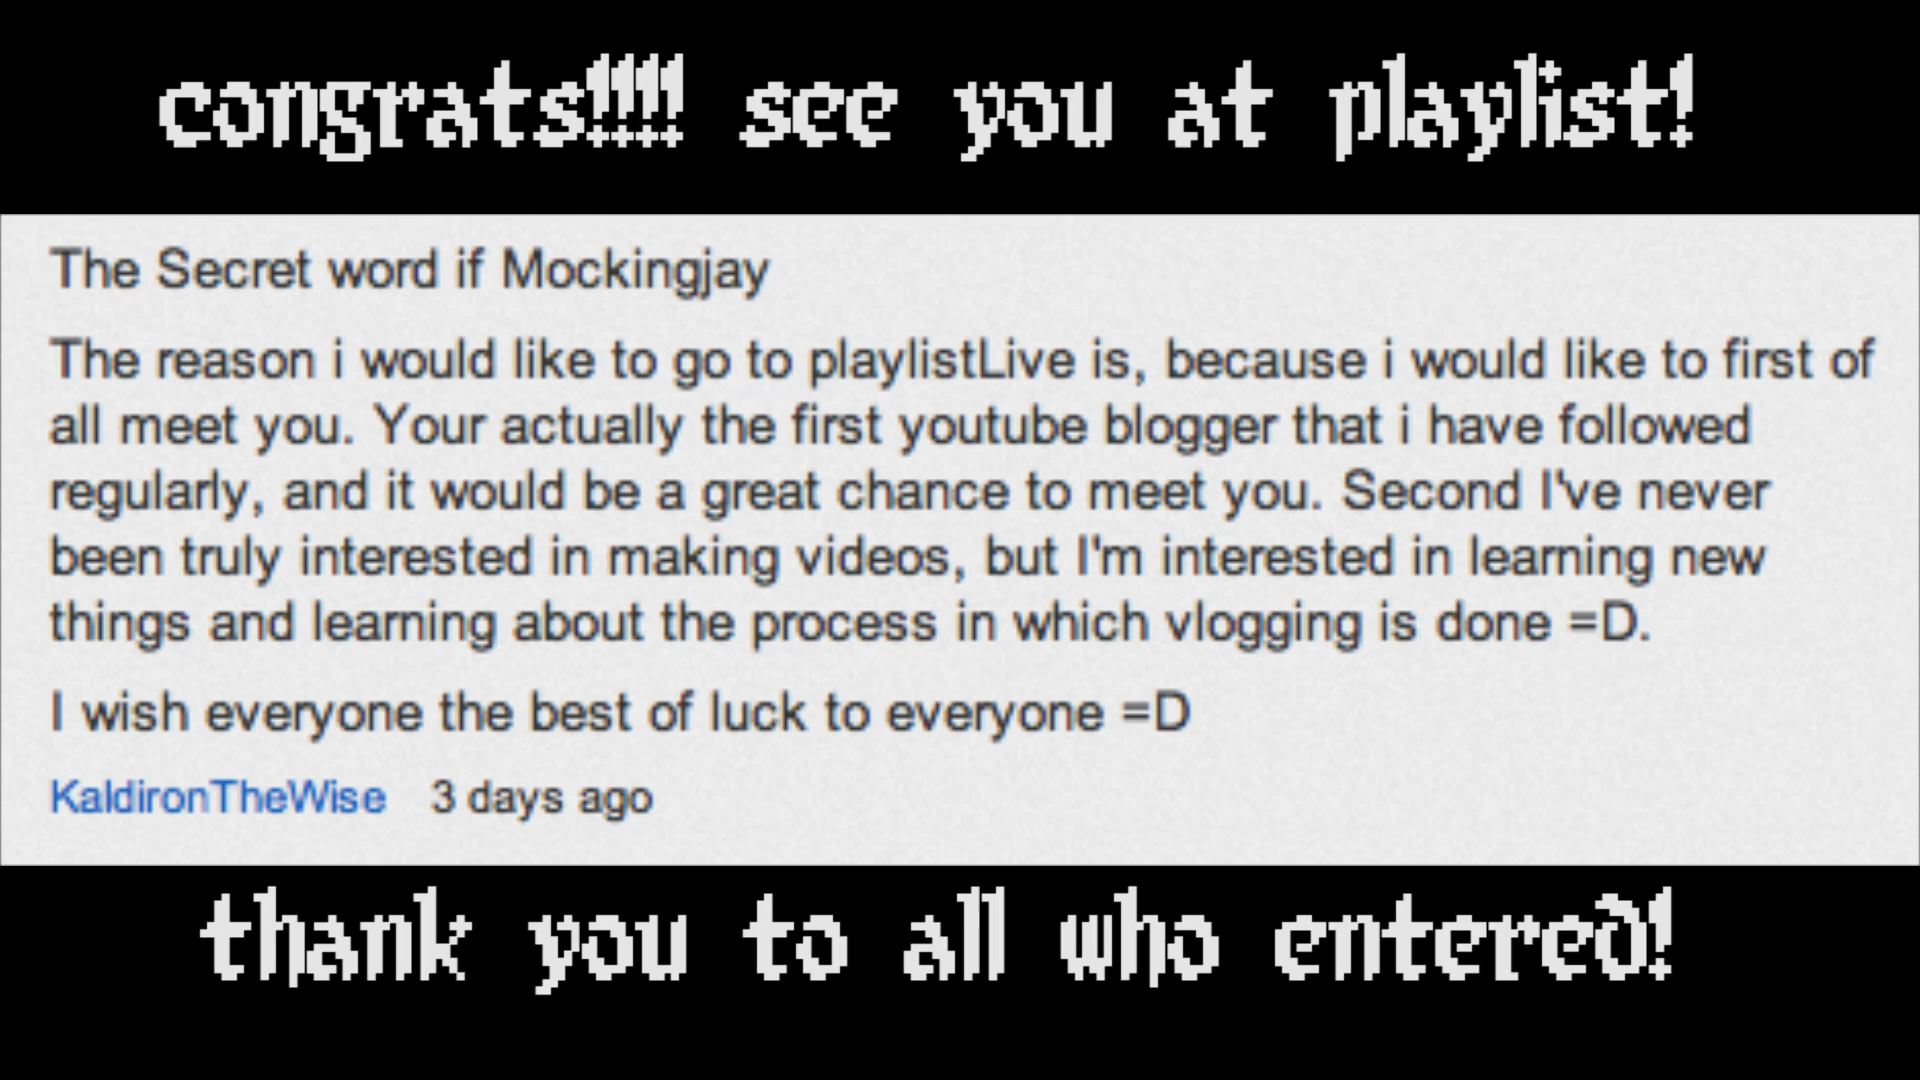 congrats!!!! see you at playlist!
The Secret word if Mockingjay
The reason i would like to go to playlistLive is, because i would like to first of
all meet you. Your actually the first youtube blogger that i have followed
regularly, and it would be a great chance to meet you. Second I've never
been truly interested in making videos, but I'm interested in learning new
things and learning about the process in which vlogging is done =D.
I wish everyone the best of luck to everyone =D
KaldironTheWise 3 days ago
thank you to all who entered!